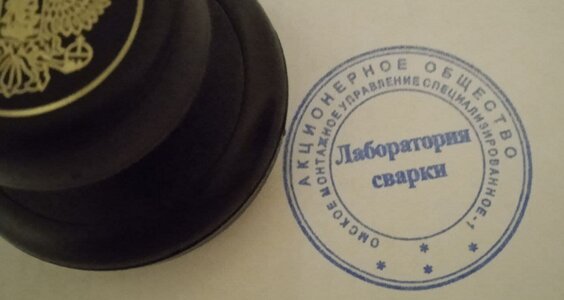 АКЦИОНЕРНОЕ ОБЩЕСТВО
ОМСКОЕ МОНТАЖНОЕ УПРАВЛЕНИЕ СПЕЦИАЛИЗИРОВАННОЕ-1
Лаборатория
сварки